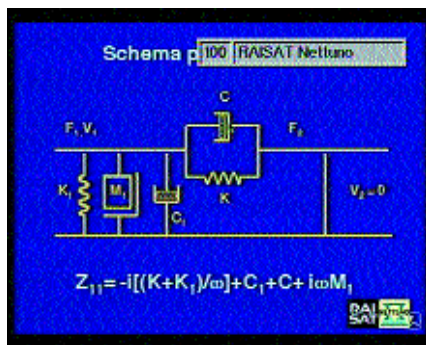 Schema p 100 RAISAT Nettuno
C
F₁,V₁
F₂
K₁
M₁
C₁
K
V₂=0
Z₁₁=-i[(K+K₁)/ω]+C₁+C+iωM₁
RAI
SAT